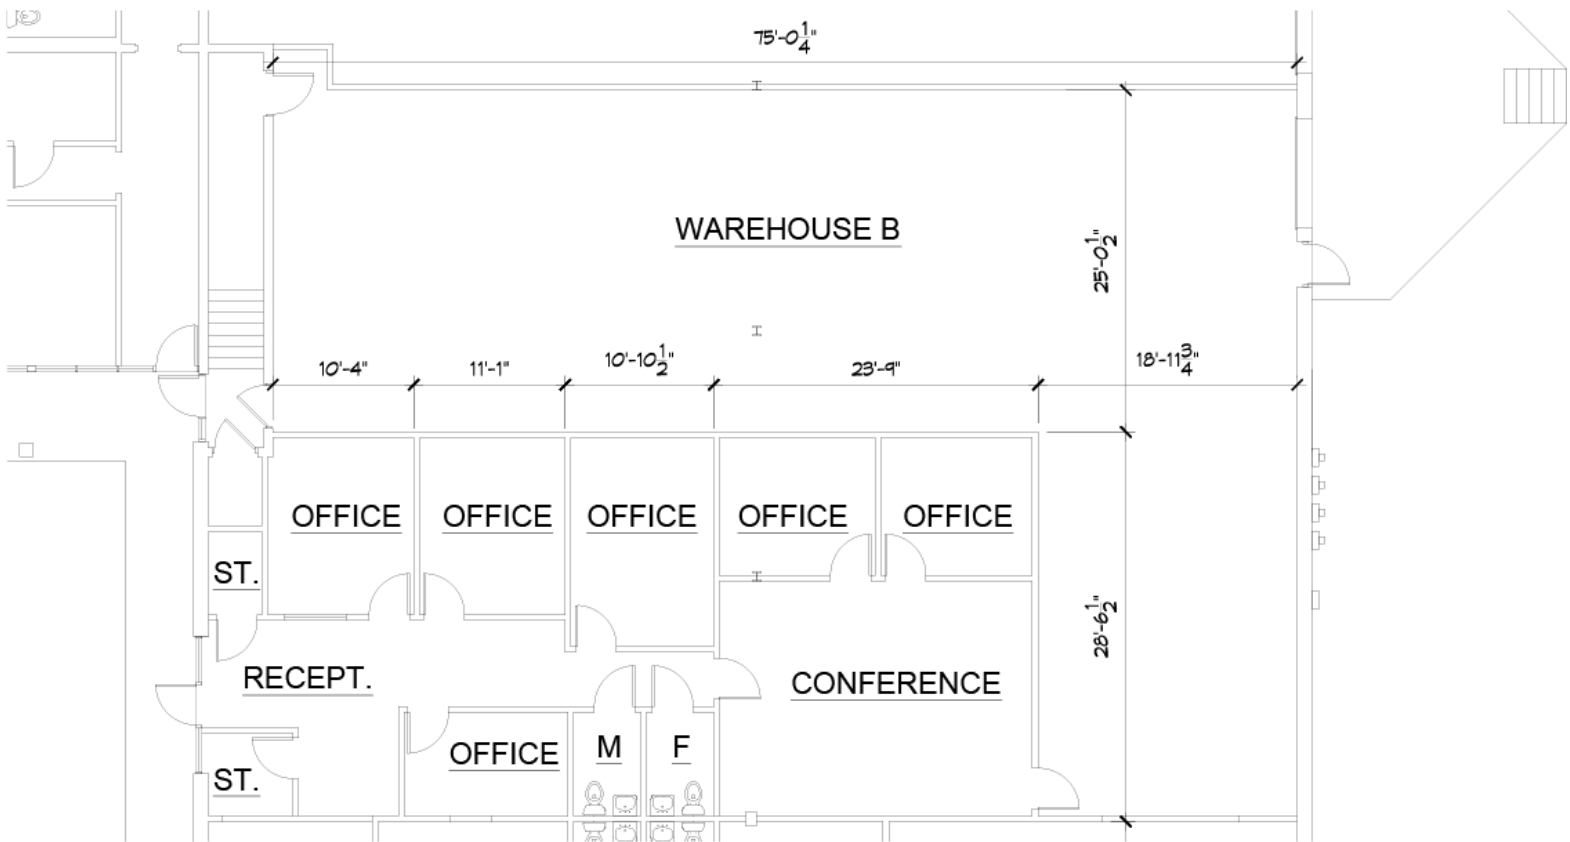 75'-0 1/4"
WAREHOUSE B
25'-0 1/2"
10'-4"
11'-1"
10'-10 1/2"
23'-9"
18'-11 3/4"
OFFICE
OFFICE
OFFICE
OFFICE
OFFICE
ST.
28'-6 1/2"
RECEPT.
CONFERENCE
OFFICE
M
F
ST.